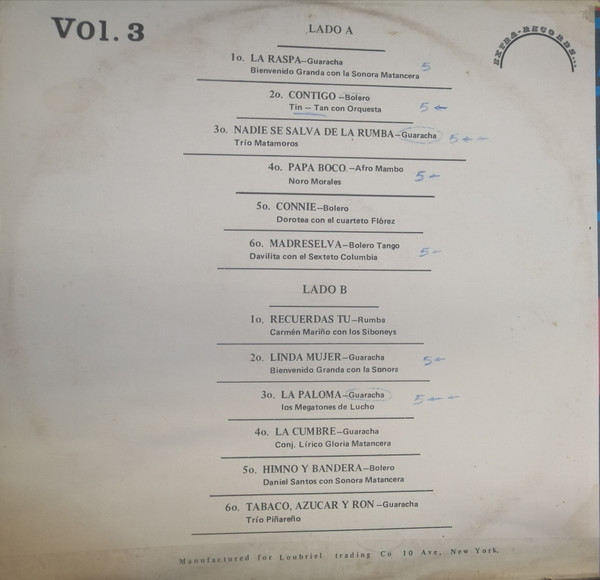 Vol. 3
EXTRA-RECORDS...
LADO A
1o. LA RASPA—Guaracha
Bienvenido Granda con la Sonora Matancera
5
2o. CONTIGO —Bolero
Tin — Tan con Orquesta
5 ←
3o. NADIE SE SALVA DE LA RUMBA—Guaracha
Trío Matamoros
5 ← —
4o. PAPA BOCO —Afro Mambo
Noro Morales
5 ←
5o. CONNIE—Bolero
Dorotea con el cuarteto Flórez
6o. MADRESELVA—Bolero Tango
Davilita con el Sexteto Columbia
5 —
LADO B
1o. RECUERDAS TU—Rumba
Carmén Mariño con los Siboneys
2o. LINDA MUJER—Guaracha
Bienvenido Granda con la Sonora
5 ←
3o. LA PALOMA—Guaracha
los Megatones de Lucho
5 ← —
4o. LA CUMBRE—Guaracha
Conj. Lírico Gloria Matancera
5o. HIMNO Y BANDERA—Bolero
Daniel Santos con Sonora Matancera
6o. TABACO, AZUCAR Y RON —Guaracha
Trío Piñareño
Manufactured for Loubriel trading Co 10 Ave, New York.